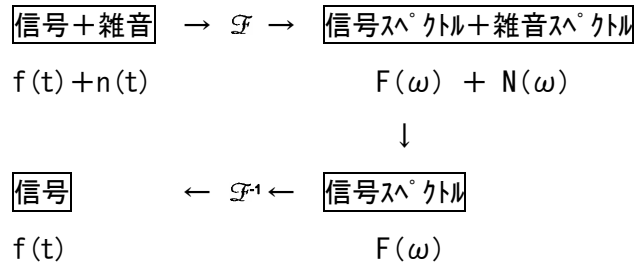 信号＋雑音 → ℱ → 信号ｽﾍﾟｸﾄﾙ＋雑音ｽﾍﾟｸﾄﾙ
f(t)＋n(t) F(ω) ＋ N(ω)
↓
信号 ← ℱ⁻¹ ← 信号ｽﾍﾟｸﾄﾙ
f(t) F(ω)